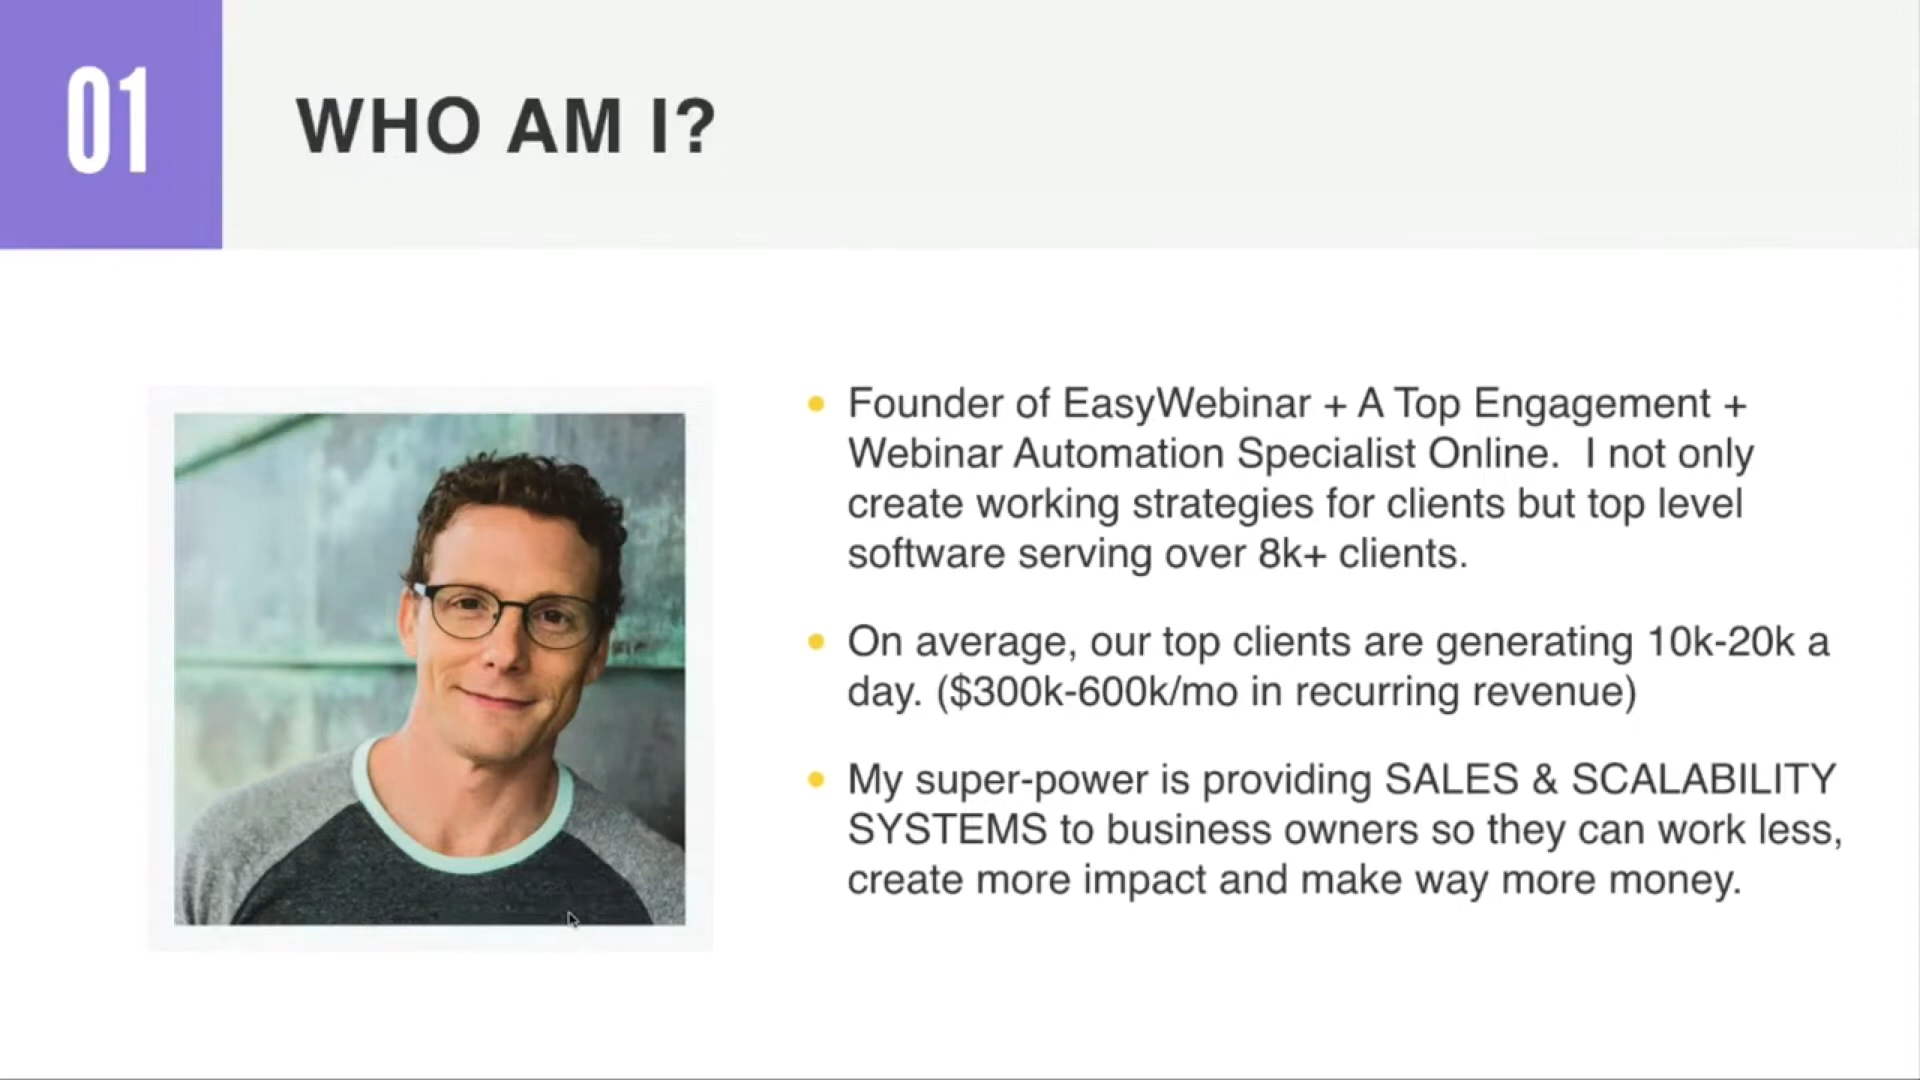 01
WHO AM I?
Founder of EasyWebinar + A Top Engagement +
Webinar Automation Specialist Online.  I not only
create working strategies for clients but top level
software serving over 8k+ clients.
On average, our top clients are generating 10k-20k a
day. ($300k-600k/mo in recurring revenue)
My super-power is providing SALES & SCALABILITY
SYSTEMS to business owners so they can work less,
create more impact and make way more money.